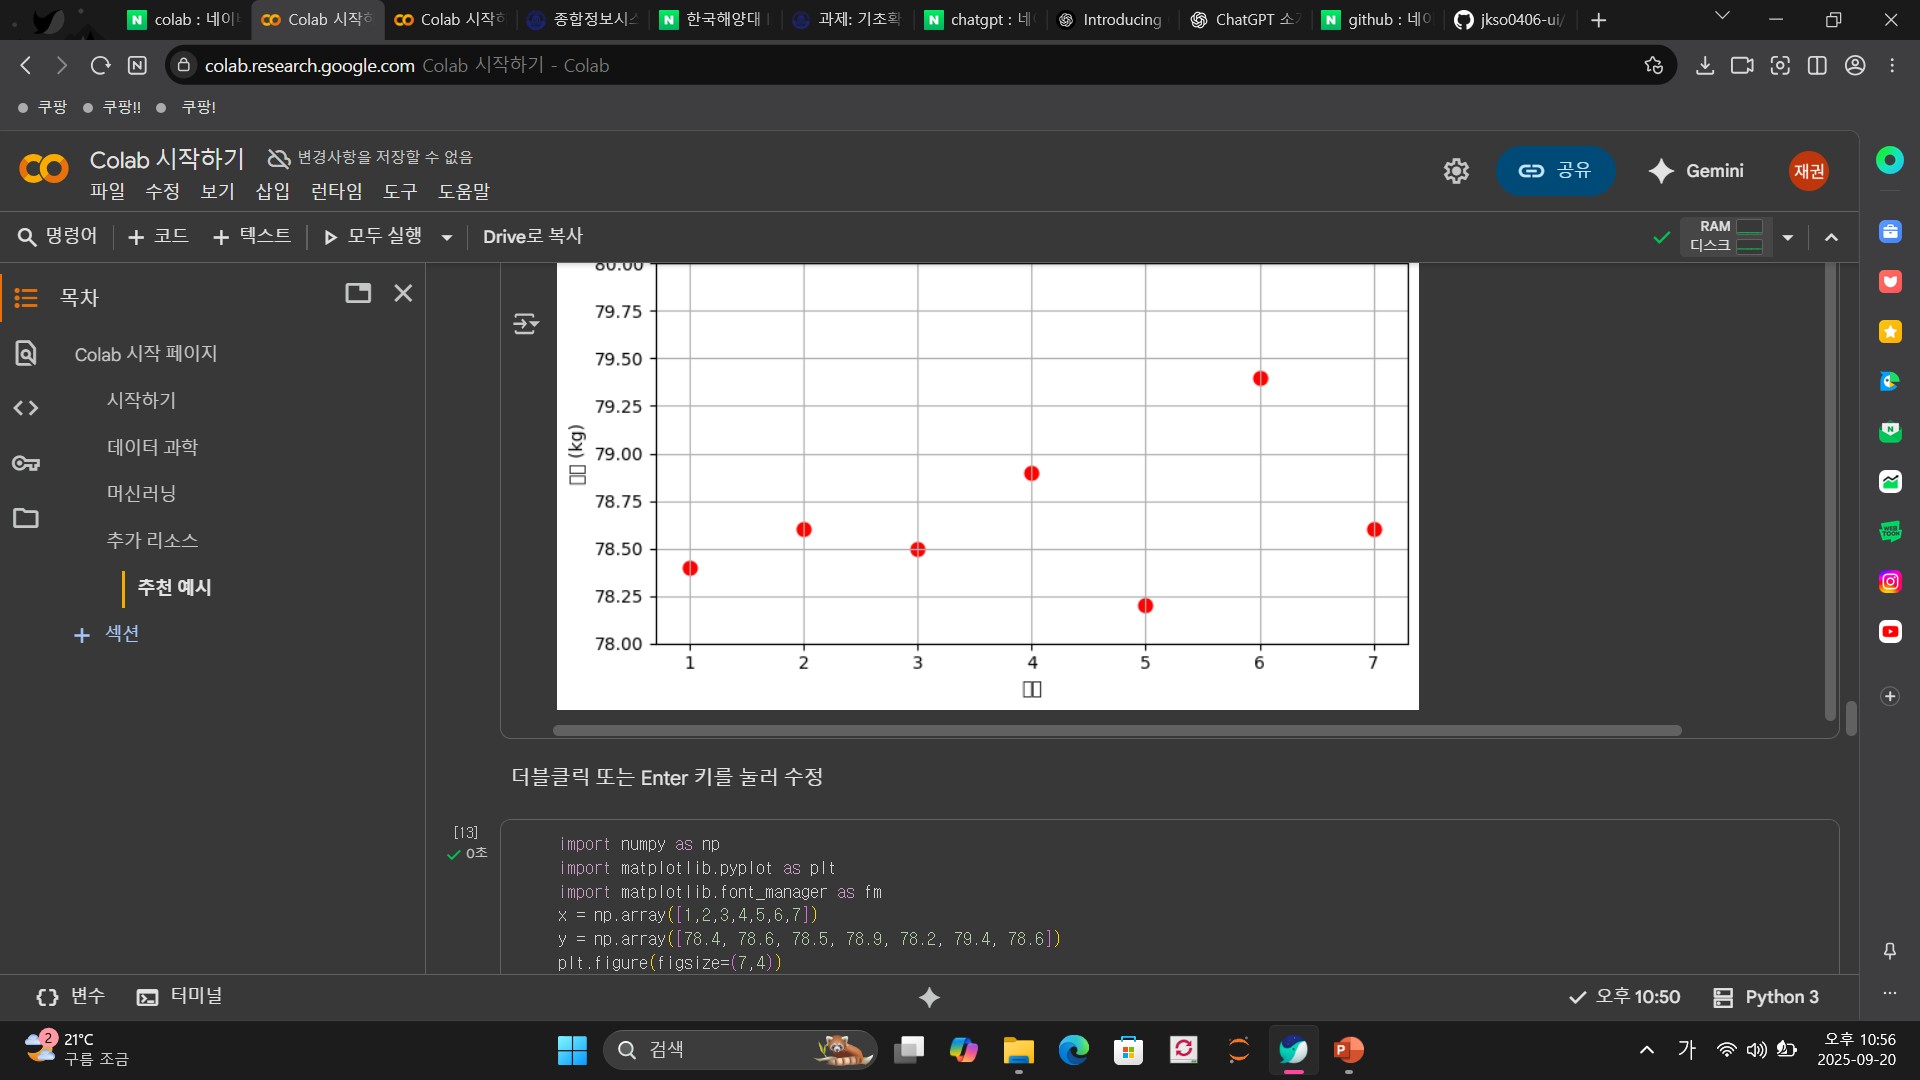 colab : 네이
Colab 시작하
Colab 시작하
종합정보시스
한국해양대
과제: 기초확
chatgpt : 네
Introducing
ChatGPT 소
github : 네이
jkso0406-ui/
colab.research.google.com Colab 시작하기 - Colab
쿠팡
쿠팡!!
쿠팡!
Colab 시작하기
변경사항을 저장할 수 없음
파일 수정 보기 삽입 런타임 도구 도움말
공유
Gemini
재권
명령어
+ 코드
+ 텍스트
모두 실행
Drive로 복사
RAM
디스크
목차
Colab 시작 페이지
시작하기
데이터 과학
머신러닝
추가 리소스
추천 예시
+ 섹션
80.00
79.75
79.50
79.25
79.00
78.75
78.50
78.25
78.00
□□ (kg)
1 2 3 4 5 6 7
□□
더블클릭 또는 Enter 키를 눌러 수정
[13]
0초
import numpy as np
import matplotlib.pyplot as plt
import matplotlib.font_manager as fm
x = np.array([1,2,3,4,5,6,7])
y = np.array([78.4, 78.6, 78.5, 78.9, 78.2, 79.4, 78.6])
plt.figure(figsize=(7,4))
변수
터미널
오후 10:50
Python 3
2
21°C
구름 조금
검색
가
오후 10:56
2025-09-20